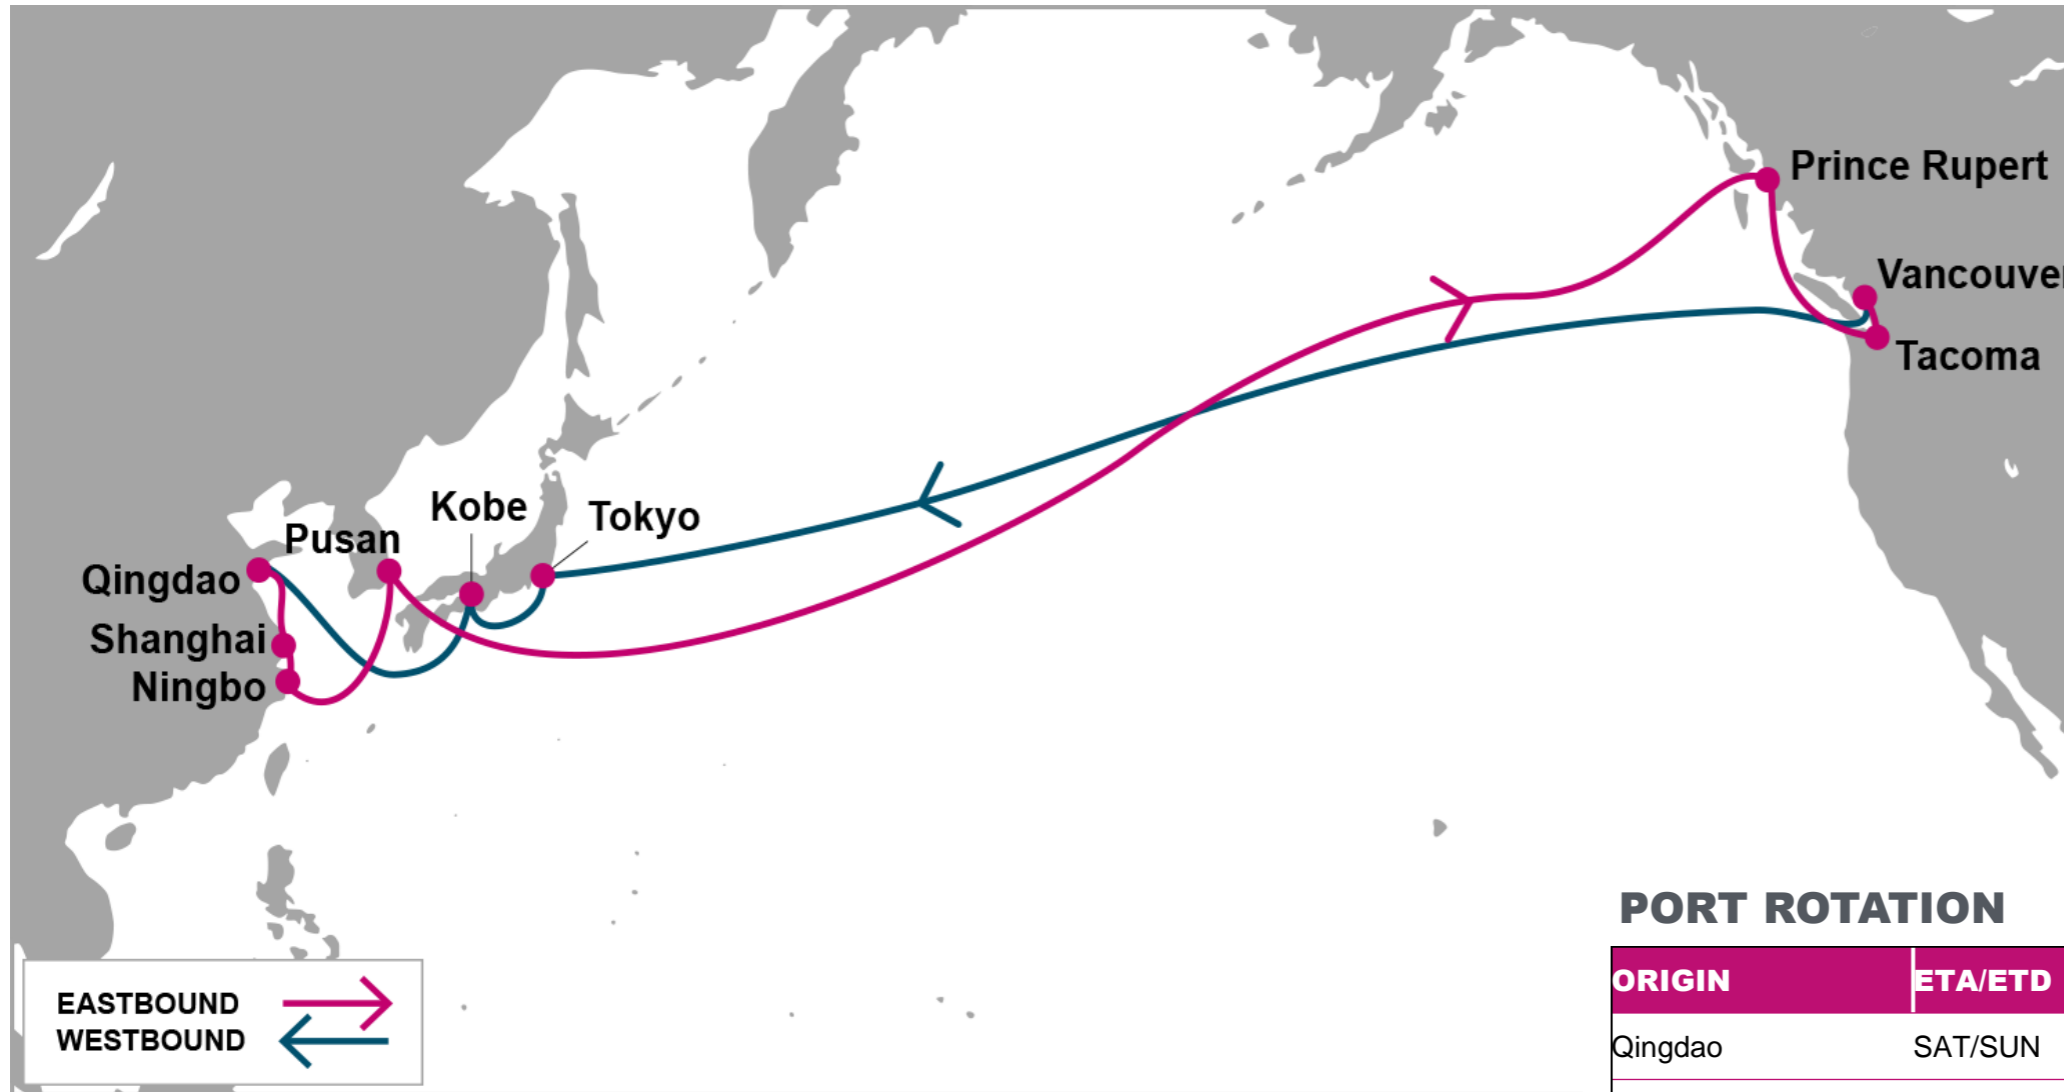 Prince Rupert
Vancouver
Tacoma
Kobe
Tokyo
Pusan
Qingdao
Shanghai
Ningbo
PORT ROTATION
ORIGIN ETA/ETD
Qingdao SAT/SUN
EASTBOUND
WESTBOUND